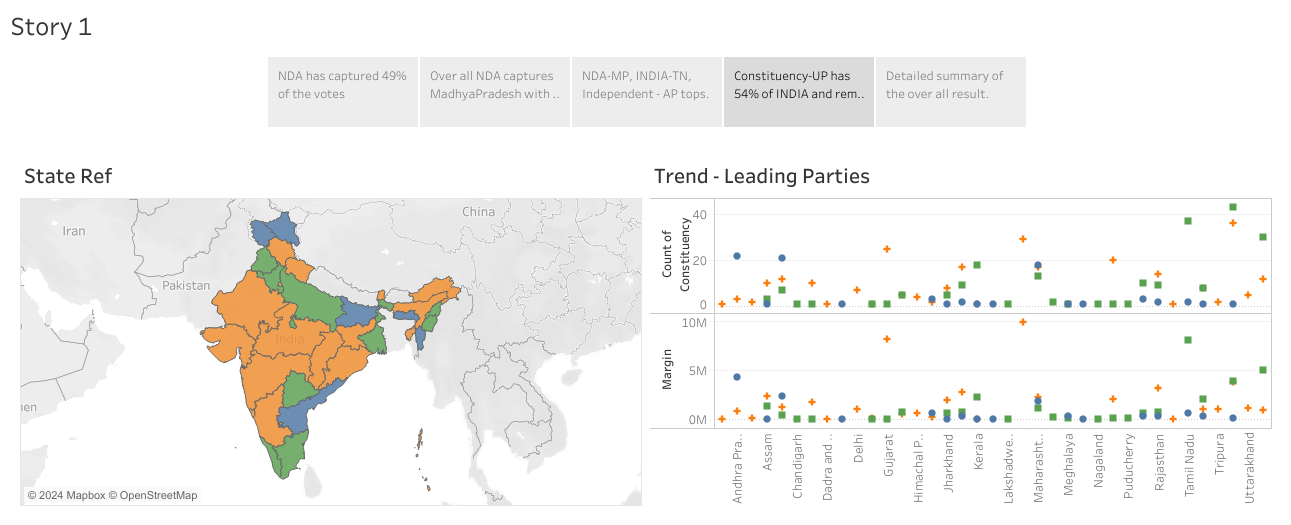 Story 1
NDA has captured 49%
of the votes
Over all NDA captures
MadhyaPradesh with ..
NDA-MP, INDIA-TN,
Independent - AP tops.
Constituency-UP has
54% of INDIA and rem..
Detailed summary of
the over all result.
State Ref
Trend - Leading Parties
China
Iran
Pakistan
India
en
© 2024 Mapbox © OpenStreetMap
Count of
Constituency
40
20
0
Margin
10M
5M
0M
Andhra Pra..
Assam
Chandigarh
Dadra and ..
Delhi
Gujarat
Himachal P..
Jharkhand
Kerala
Lakshadwe..
Maharasht..
Meghalaya
Nagaland
Puducherry
Rajasthan
Tamil Nadu
Tripura
Uttarakhand